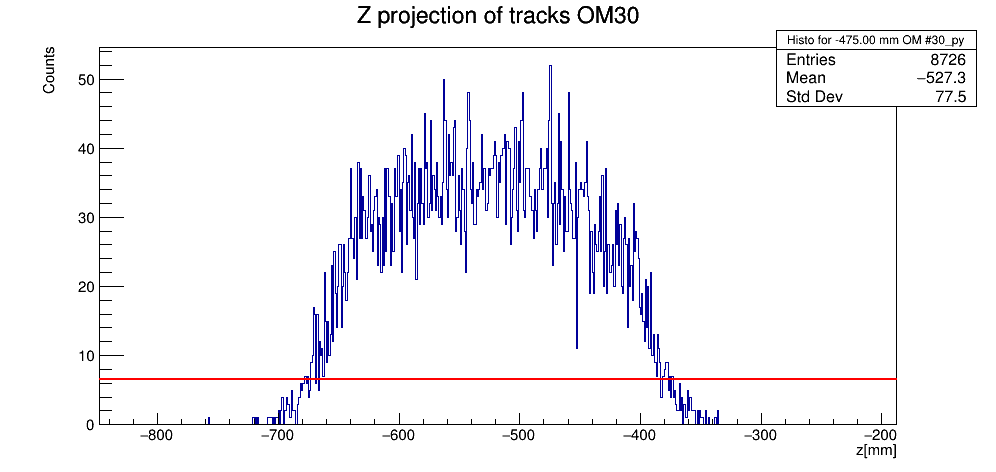 Z projection of tracks OM30
Histo for -475.00 mm OM #30_py
Entries 8726
Mean −527.3
Std Dev 77.5
Counts
50
40
30
20
10
0
−800 −700 −600 −500 −400 −300 −200
z[mm]